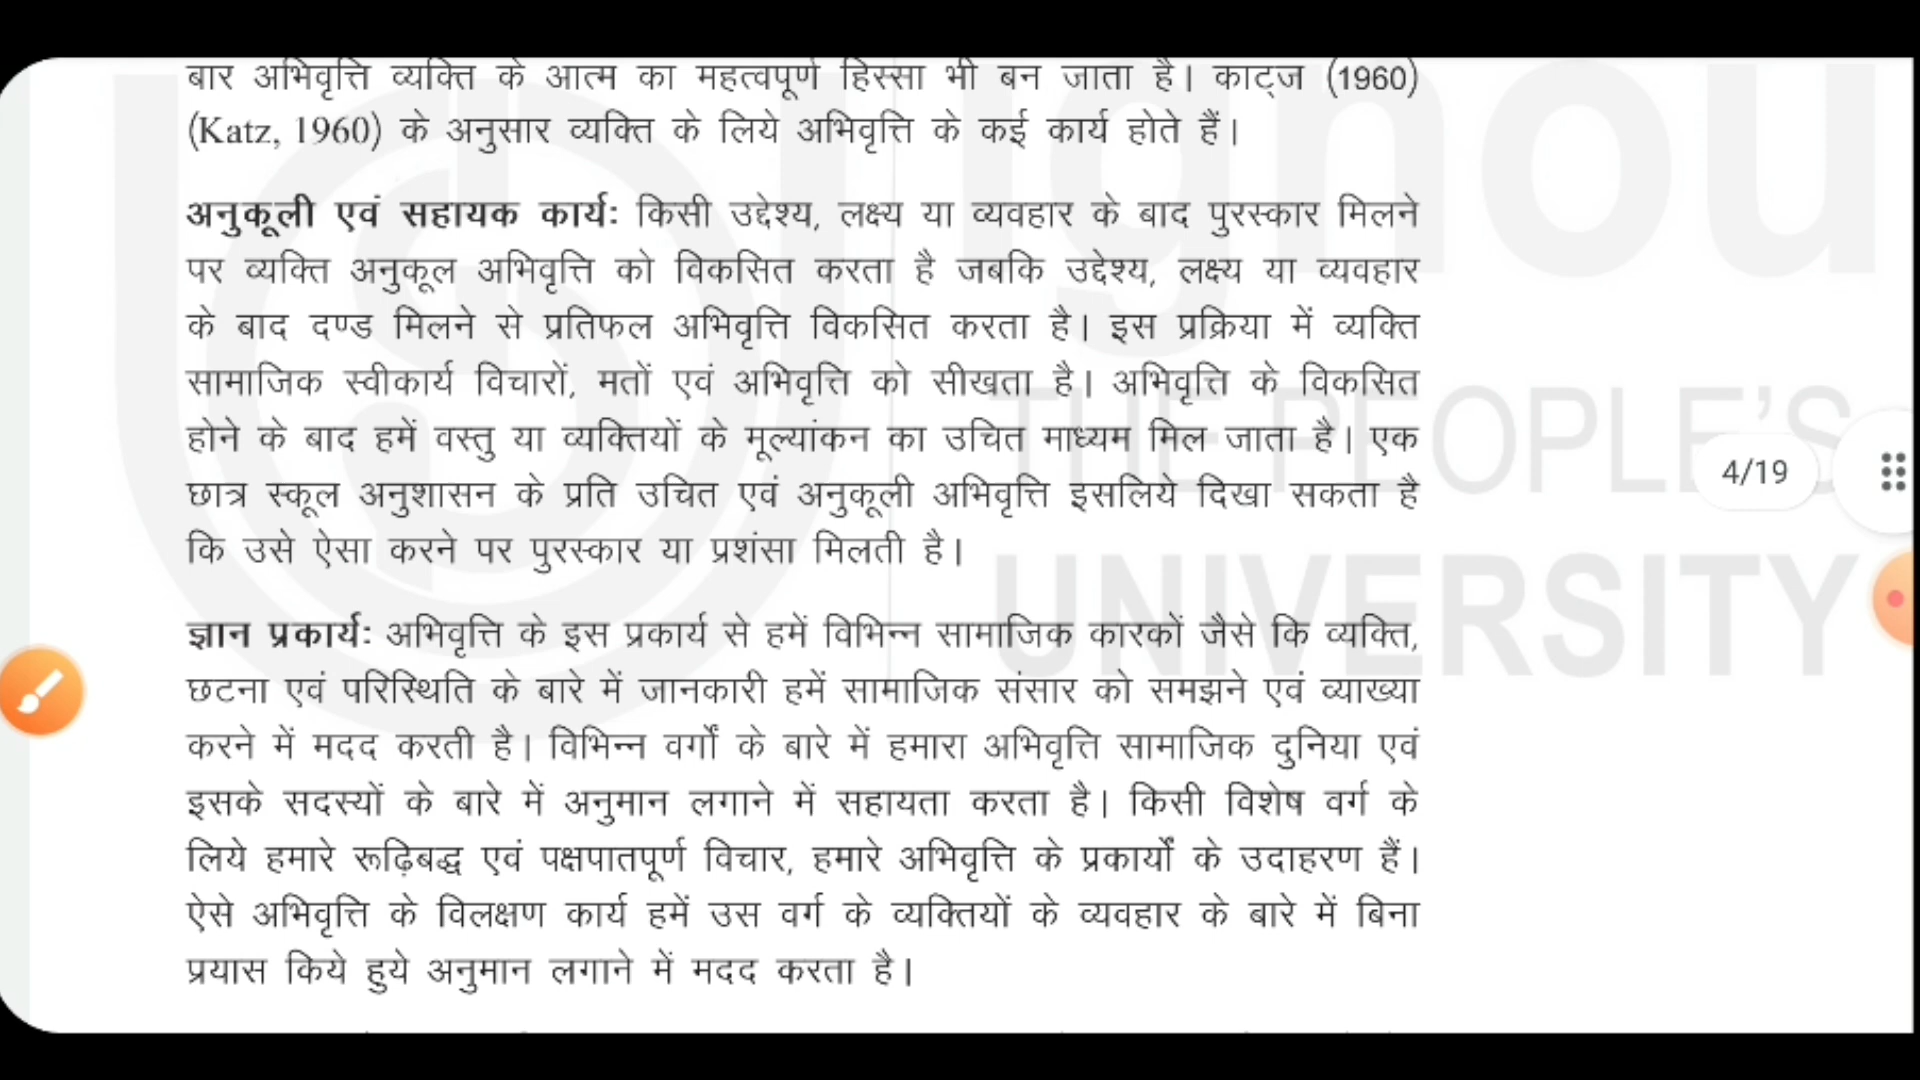 बार अभिवृत्ति व्यक्ति के आत्म का महत्वपूर्ण हिस्सा भी बन जाता है। काट्ज (1960)
(Katz, 1960) के अनुसार व्यक्ति के लिये अभिवृत्ति के कई कार्य होते हैं।
अनुकूली एवं सहायक कार्य: किसी उद्देश्य, लक्ष्य या व्यवहार के बाद पुरस्कार मिलने
पर व्यक्ति अनुकूल अभिवृत्ति को विकसित करता है जबकि उद्देश्य, लक्ष्य या व्यवहार
के बाद दण्ड मिलने से प्रतिफल अभिवृत्ति विकसित करता है। इस प्रक्रिया में व्यक्ति
सामाजिक स्वीकार्य विचारों, मतों एवं अभिवृत्ति को सीखता है। अभिवृत्ति के विकसित
होने के बाद हमें वस्तु या व्यक्तियों के मूल्यांकन का उचित माध्यम मिल जाता है। एक
छात्र स्कूल अनुशासन के प्रति उचित एवं अनुकूली अभिवृत्ति इसलिये दिखा सकता है
कि उसे ऐसा करने पर पुरस्कार या प्रशंसा मिलती है।
ज्ञान प्रकार्य: अभिवृत्ति के इस प्रकार्य से हमें विभिन्न सामाजिक कारकों जैसे कि व्यक्ति,
छटना एवं परिस्थिति के बारे में जानकारी हमें सामाजिक संसार को समझने एवं व्याख्या
करने में मदद करती है। विभिन्न वर्गों के बारे में हमारा अभिवृत्ति सामाजिक दुनिया एवं
इसके सदस्यों के बारे में अनुमान लगाने में सहायता करता है। किसी विशेष वर्ग के
लिये हमारे रूढ़िबद्ध एवं पक्षपातपूर्ण विचार, हमारे अभिवृत्ति के प्रकार्यों के उदाहरण हैं।
ऐसे अभिवृत्ति के विलक्षण कार्य हमें उस वर्ग के व्यक्तियों के व्यवहार के बारे में बिना
प्रयास किये हुये अनुमान लगाने में मदद करता है।
4/19
ignou
THE PEOPLE'S
UNIVERSITY